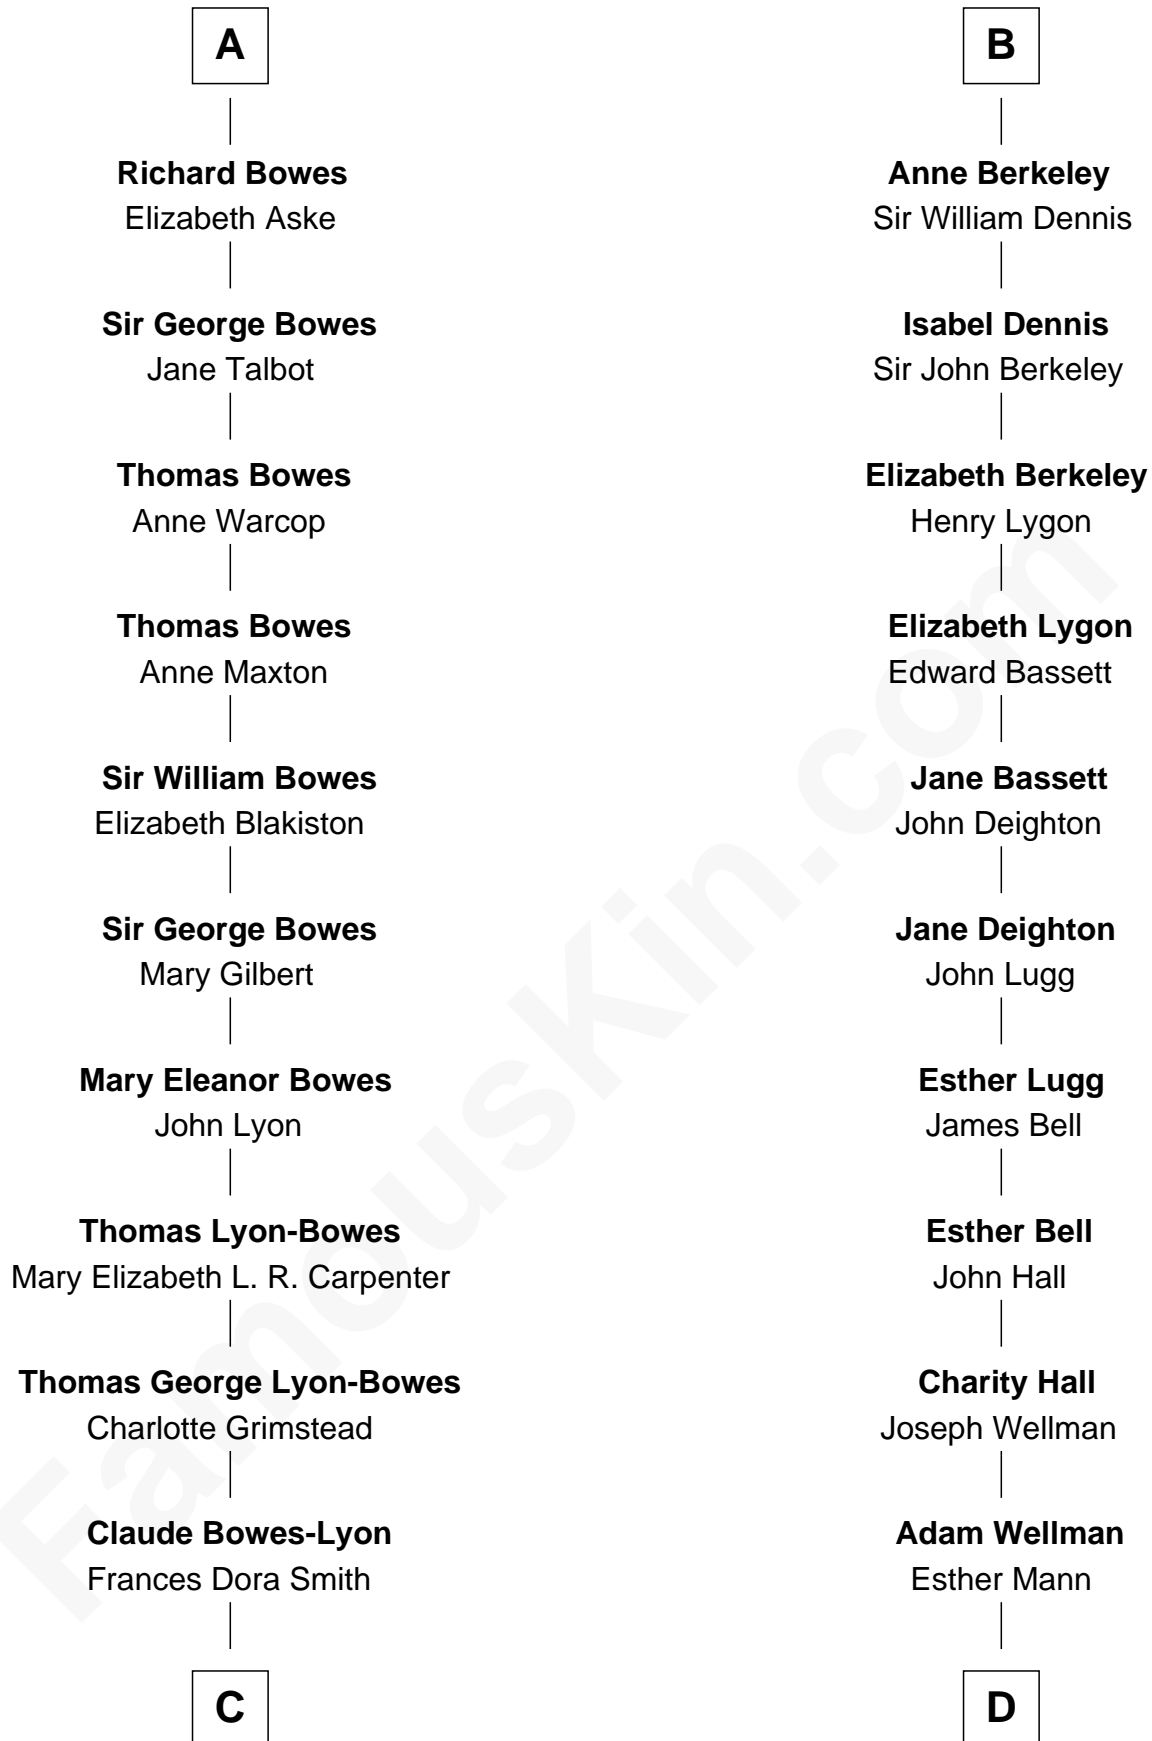 A
Richard Bowes
Elizabeth Aske
Sir George Bowes
Jane Talbot
Thomas Bowes
Anne Warcop
Thomas Bowes
Anne Maxton
Sir William Bowes
Elizabeth Blakiston
Sir George Bowes
Mary Gilbert
Mary Eleanor Bowes
John Lyon
Thomas Lyon-Bowes
Mary Elizabeth L. R. Carpenter
Thomas George Lyon-Bowes
Charlotte Grimstead
Claude Bowes-Lyon
Frances Dora Smith
C
B
Anne Berkeley
Sir William Dennis
Isabel Dennis
Sir John Berkeley
Elizabeth Berkeley
Henry Lygon
Elizabeth Lygon
Edward Bassett
Jane Bassett
John Deighton
Jane Deighton
John Lugg
Esther Lugg
James Bell
Esther Bell
John Hall
Charity Hall
Joseph Wellman
Adam Wellman
Esther Mann
D
FamousKin.com